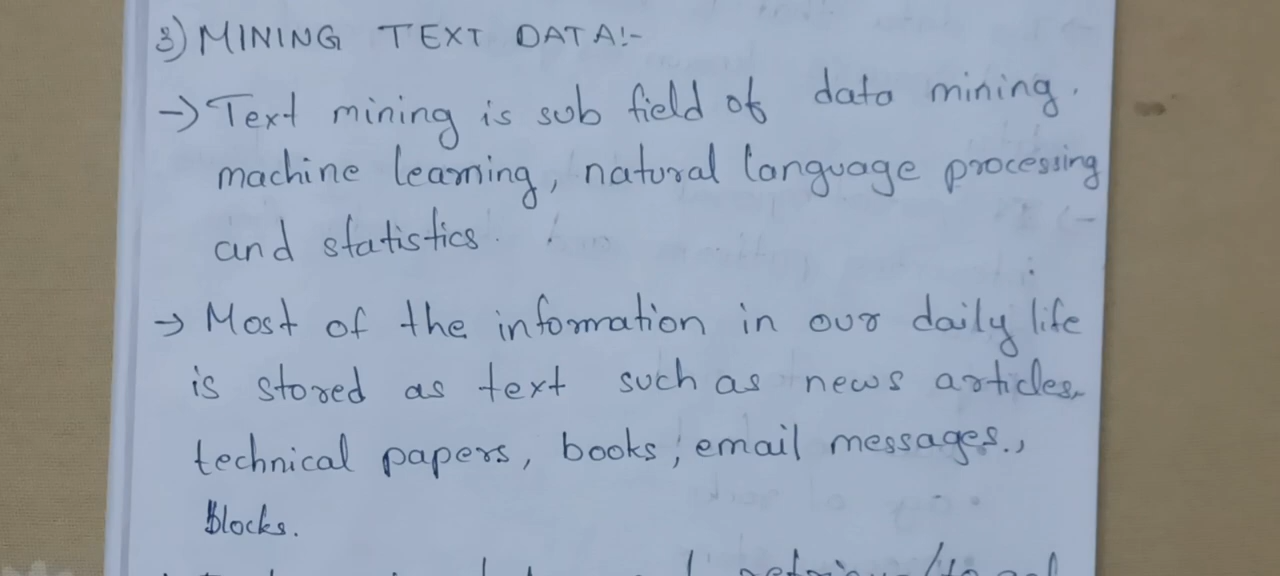 3) MINING TEXT DATA:-
→ Text mining is sub field of data mining.
machine learning, natural language processing
and statistics.
→ Most of the information in our daily life
is stored as text such as news articles,
technical papers, books, email messages.,
blocks.